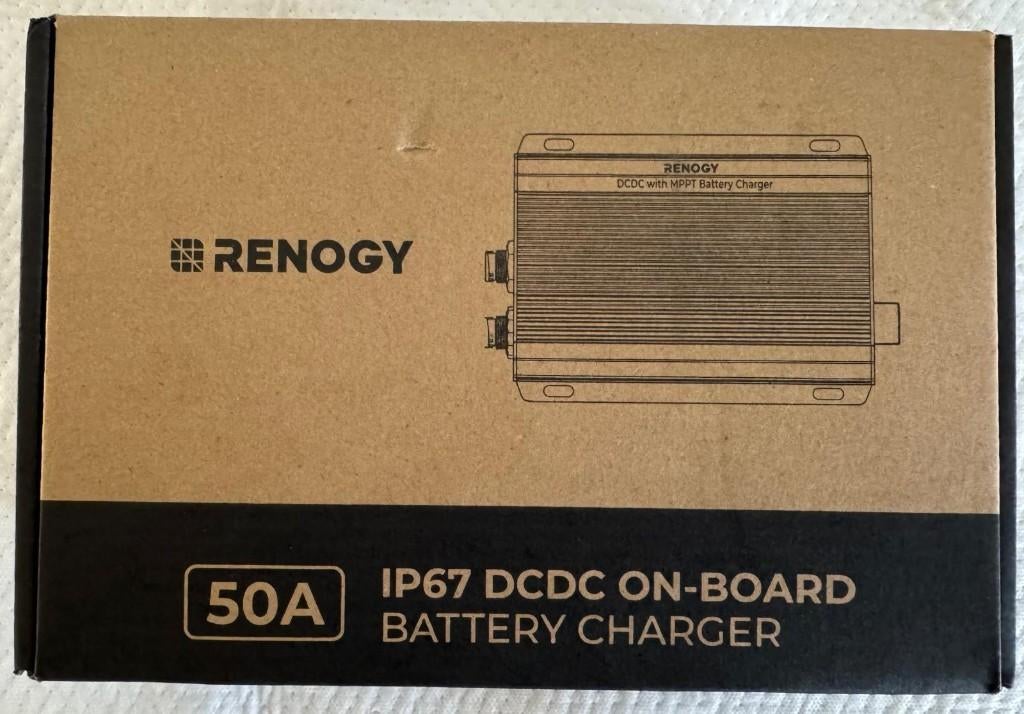 RENOGY
DCDC with MPPT Battery Charger
RENOGY
50A
IP67 DCDC ON-BOARD
BATTERY CHARGER